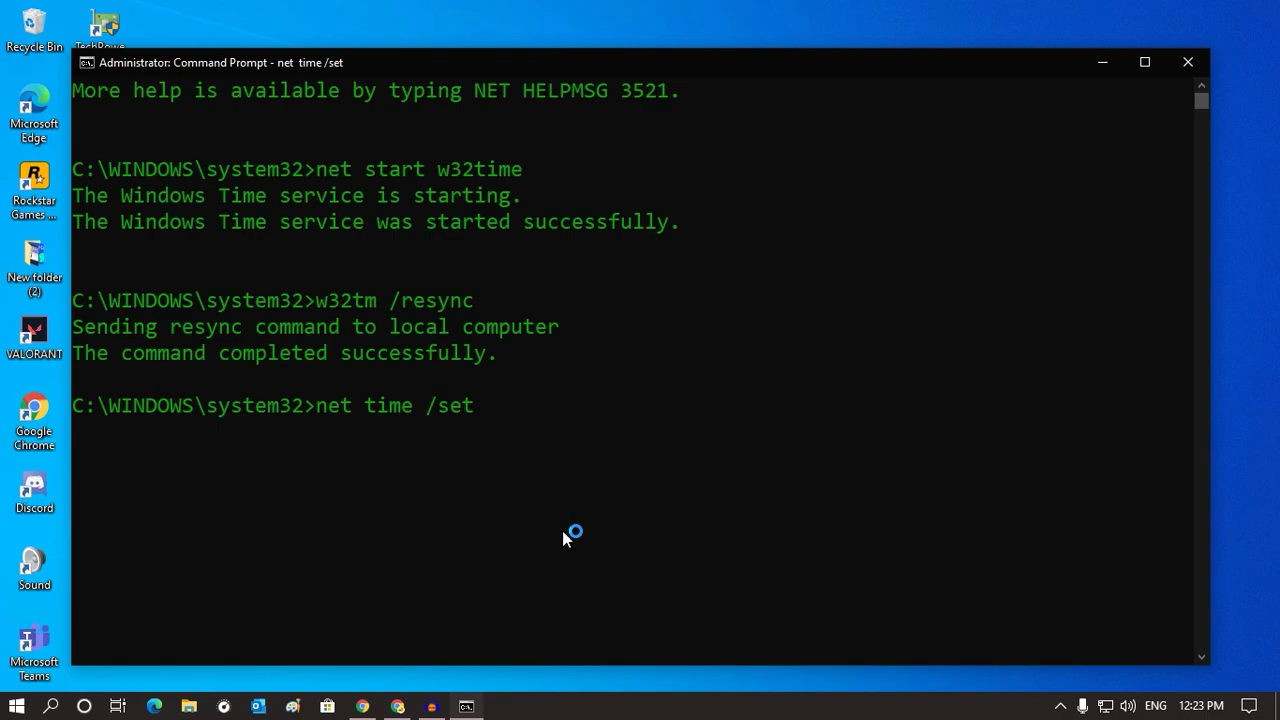 Recycle Bin
TechPowe
Administrator: Command Prompt - net  time /set
More help is available by typing NET HELPMSG 3521.
C:\WINDOWS\system32>net start w32time
The Windows Time service is starting.
The Windows Time service was started successfully.
C:\WINDOWS\system32>w32tm /resync
Sending resync command to local computer
The command completed successfully.
C:\WINDOWS\system32>net time /set
Microsoft
Edge
Rockstar
Games ...
New folder
(2)
VALORANT
Google
Chrome
Discord
Sound
Microsoft
Teams
ENG
12:23 PM